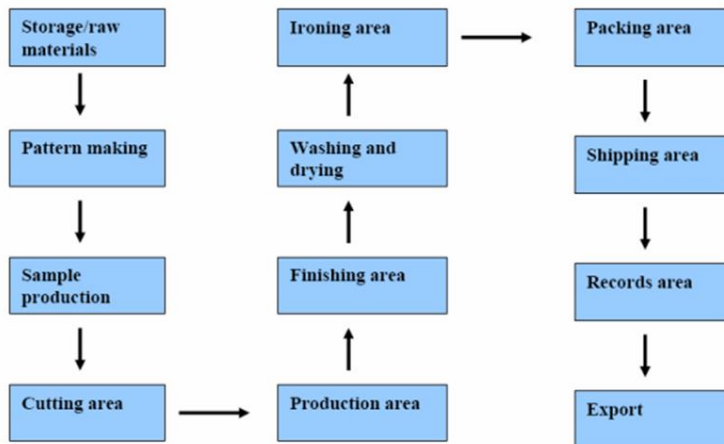 Storage/raw
materials
Pattern making
Sample
production
Cutting area
Production area
Finishing area
Washing and
drying
Ironing area
Packing area
Shipping area
Records area
Export